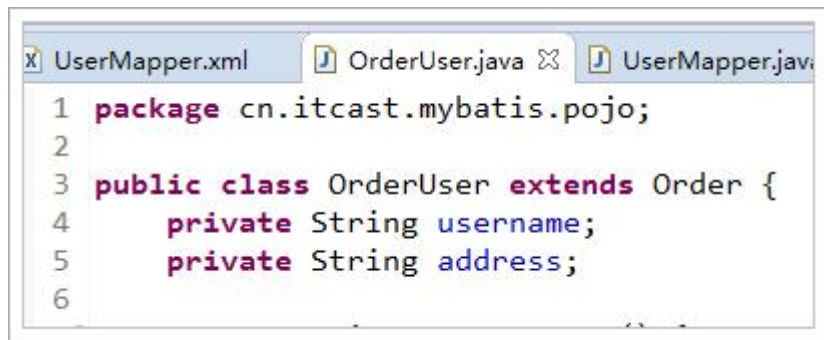 UserMapper.xml OrderUser.java UserMapper.java
1 package cn.itcast.mybatis.pojo;
2
3 public class OrderUser extends Order {
4 private String username;
5 private String address;
6